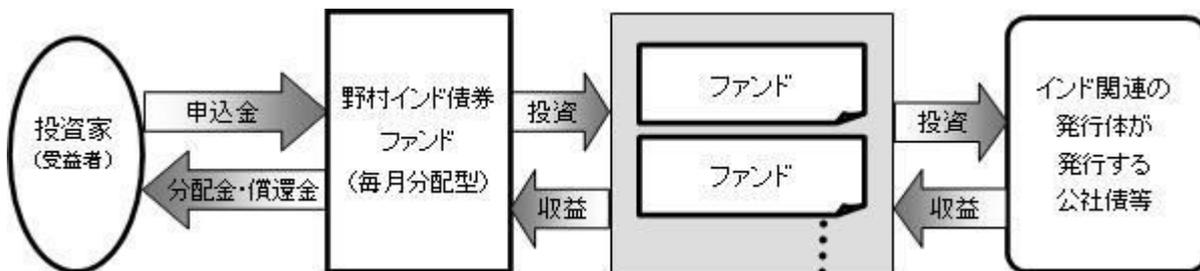 投資家
(受益者)
申込金
分配金・償還金
野村インド債券
ファンド
(毎月分配型)
投資
収益
ファンド
ファンド
投資
収益
インド関連の
発行体が
発行する
公社債等